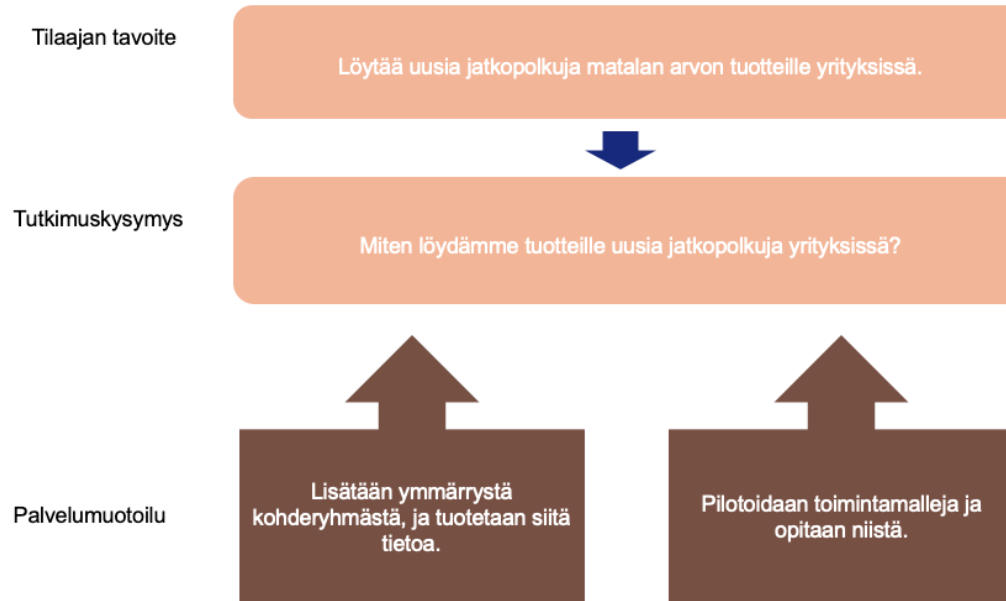 Tilaajan tavoite
Löytää uusia jatkopolkuja matalan arvon tuotteille yrityksissä.
Tutkimuskysymys
Miten löydämme tuotteille uusia jatkopolkuja yrityksissä?
Palvelumuotoilu
Lisätään ymmärrystä
kohderyhmästä, ja tuotetaan siitä
tietoa.
Pilotoidaan toimintamalleja ja
opitaan niistä.